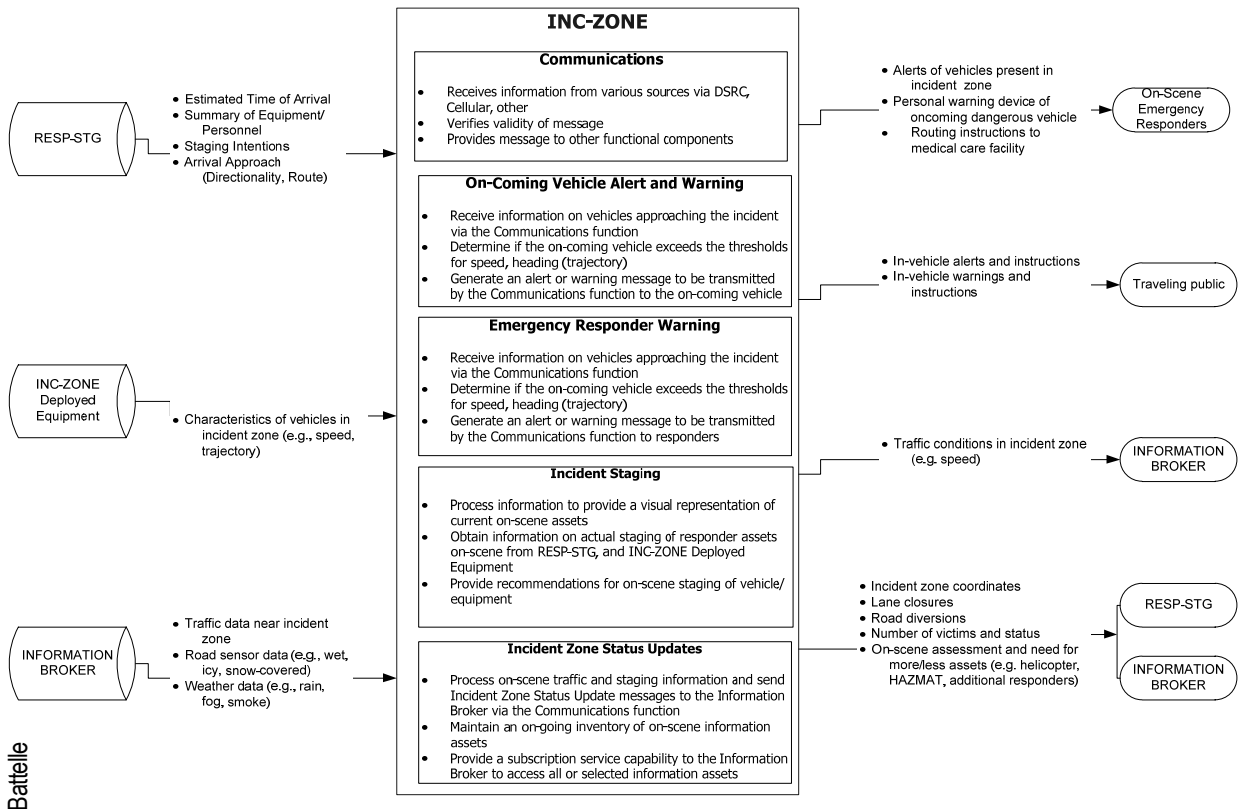 INC-ZONE
RESP-STG
• Estimated Time of Arrival
• Summary of Equipment/
Personnel
• Staging Intentions
• Arrival Approach
(Directionality, Route)
INC-ZONE
Deployed
Equipment
• Characteristics of vehicles in
incident zone (e.g., speed,
trajectory)
INFORMATION
BROKER
• Traffic data near incident
zone
• Road sensor data (e.g., wet,
icy, snow-covered)
• Weather data (e.g., rain,
fog, smoke)
Communications
• Receives information from various sources via DSRC,
Cellular, other
• Verifies validity of message
• Provides message to other functional components
On-Coming Vehicle Alert and Warning
• Receive information on vehicles approaching the incident
via the Communications function
• Determine if the on-coming vehicle exceeds the thresholds
for speed, heading (trajectory)
• Generate an alert or warning message to be transmitted
by the Communications function to the on-coming vehicle
Emergency Responder Warning
• Receive information on vehicles approaching the incident
via the Communications function
• Determine if the on-coming vehicle exceeds the thresholds
for speed, heading (trajectory)
• Generate an alert or warning message to be transmitted
by the Communications function to responders
Incident Staging
• Process information to provide a visual representation of
current on-scene assets
• Obtain information on actual staging of responder assets
on-scene from RESP-STG, and INC-ZONE Deployed
Equipment
• Provide recommendations for on-scene staging of vehicle/
equipment
Incident Zone Status Updates
• Process on-scene traffic and staging information and send
Incident Zone Status Update messages to the Information
Broker via the Communications function
• Maintain an on-going inventory of on-scene information
assets
• Provide a subscription service capability to the Information
Broker to access all or selected information assets
• Alerts of vehicles present in
incident zone
• Personal warning device of
oncoming dangerous vehicle
• Routing instructions to
medical care facility
On-Scene
Emergency
Responders
• In-vehicle alerts and instructions
• In-vehicle warnings and
instructions
Traveling public
• Traffic conditions in incident zone
(e.g. speed)
INFORMATION
BROKER
• Incident zone coordinates
• Lane closures
• Road diversions
• Number of victims and status
• On-scene assessment and need for
more/less assets (e.g. helicopter,
HAZMAT, additional responders)
RESP-STG
INFORMATION
BROKER
Battelle